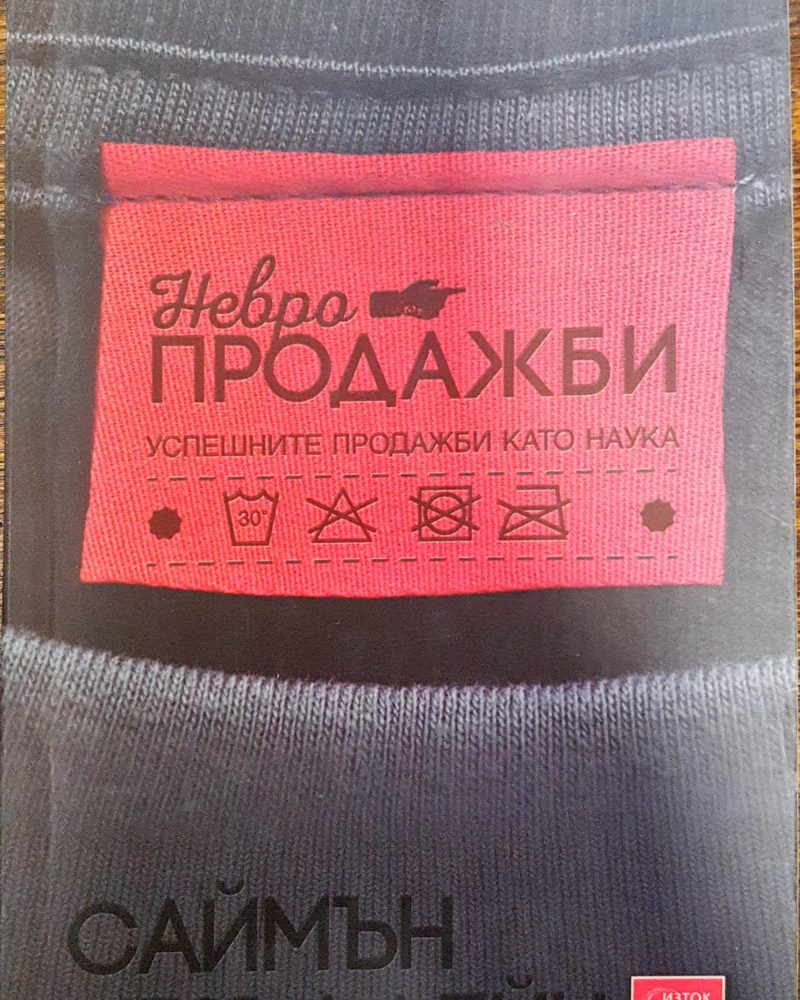 Невро
ПРОДАЖБИ
УСПЕШНИТЕ ПРОДАЖБИ КАТО НАУКА
30°
САЙМЪН
ИЗТОК